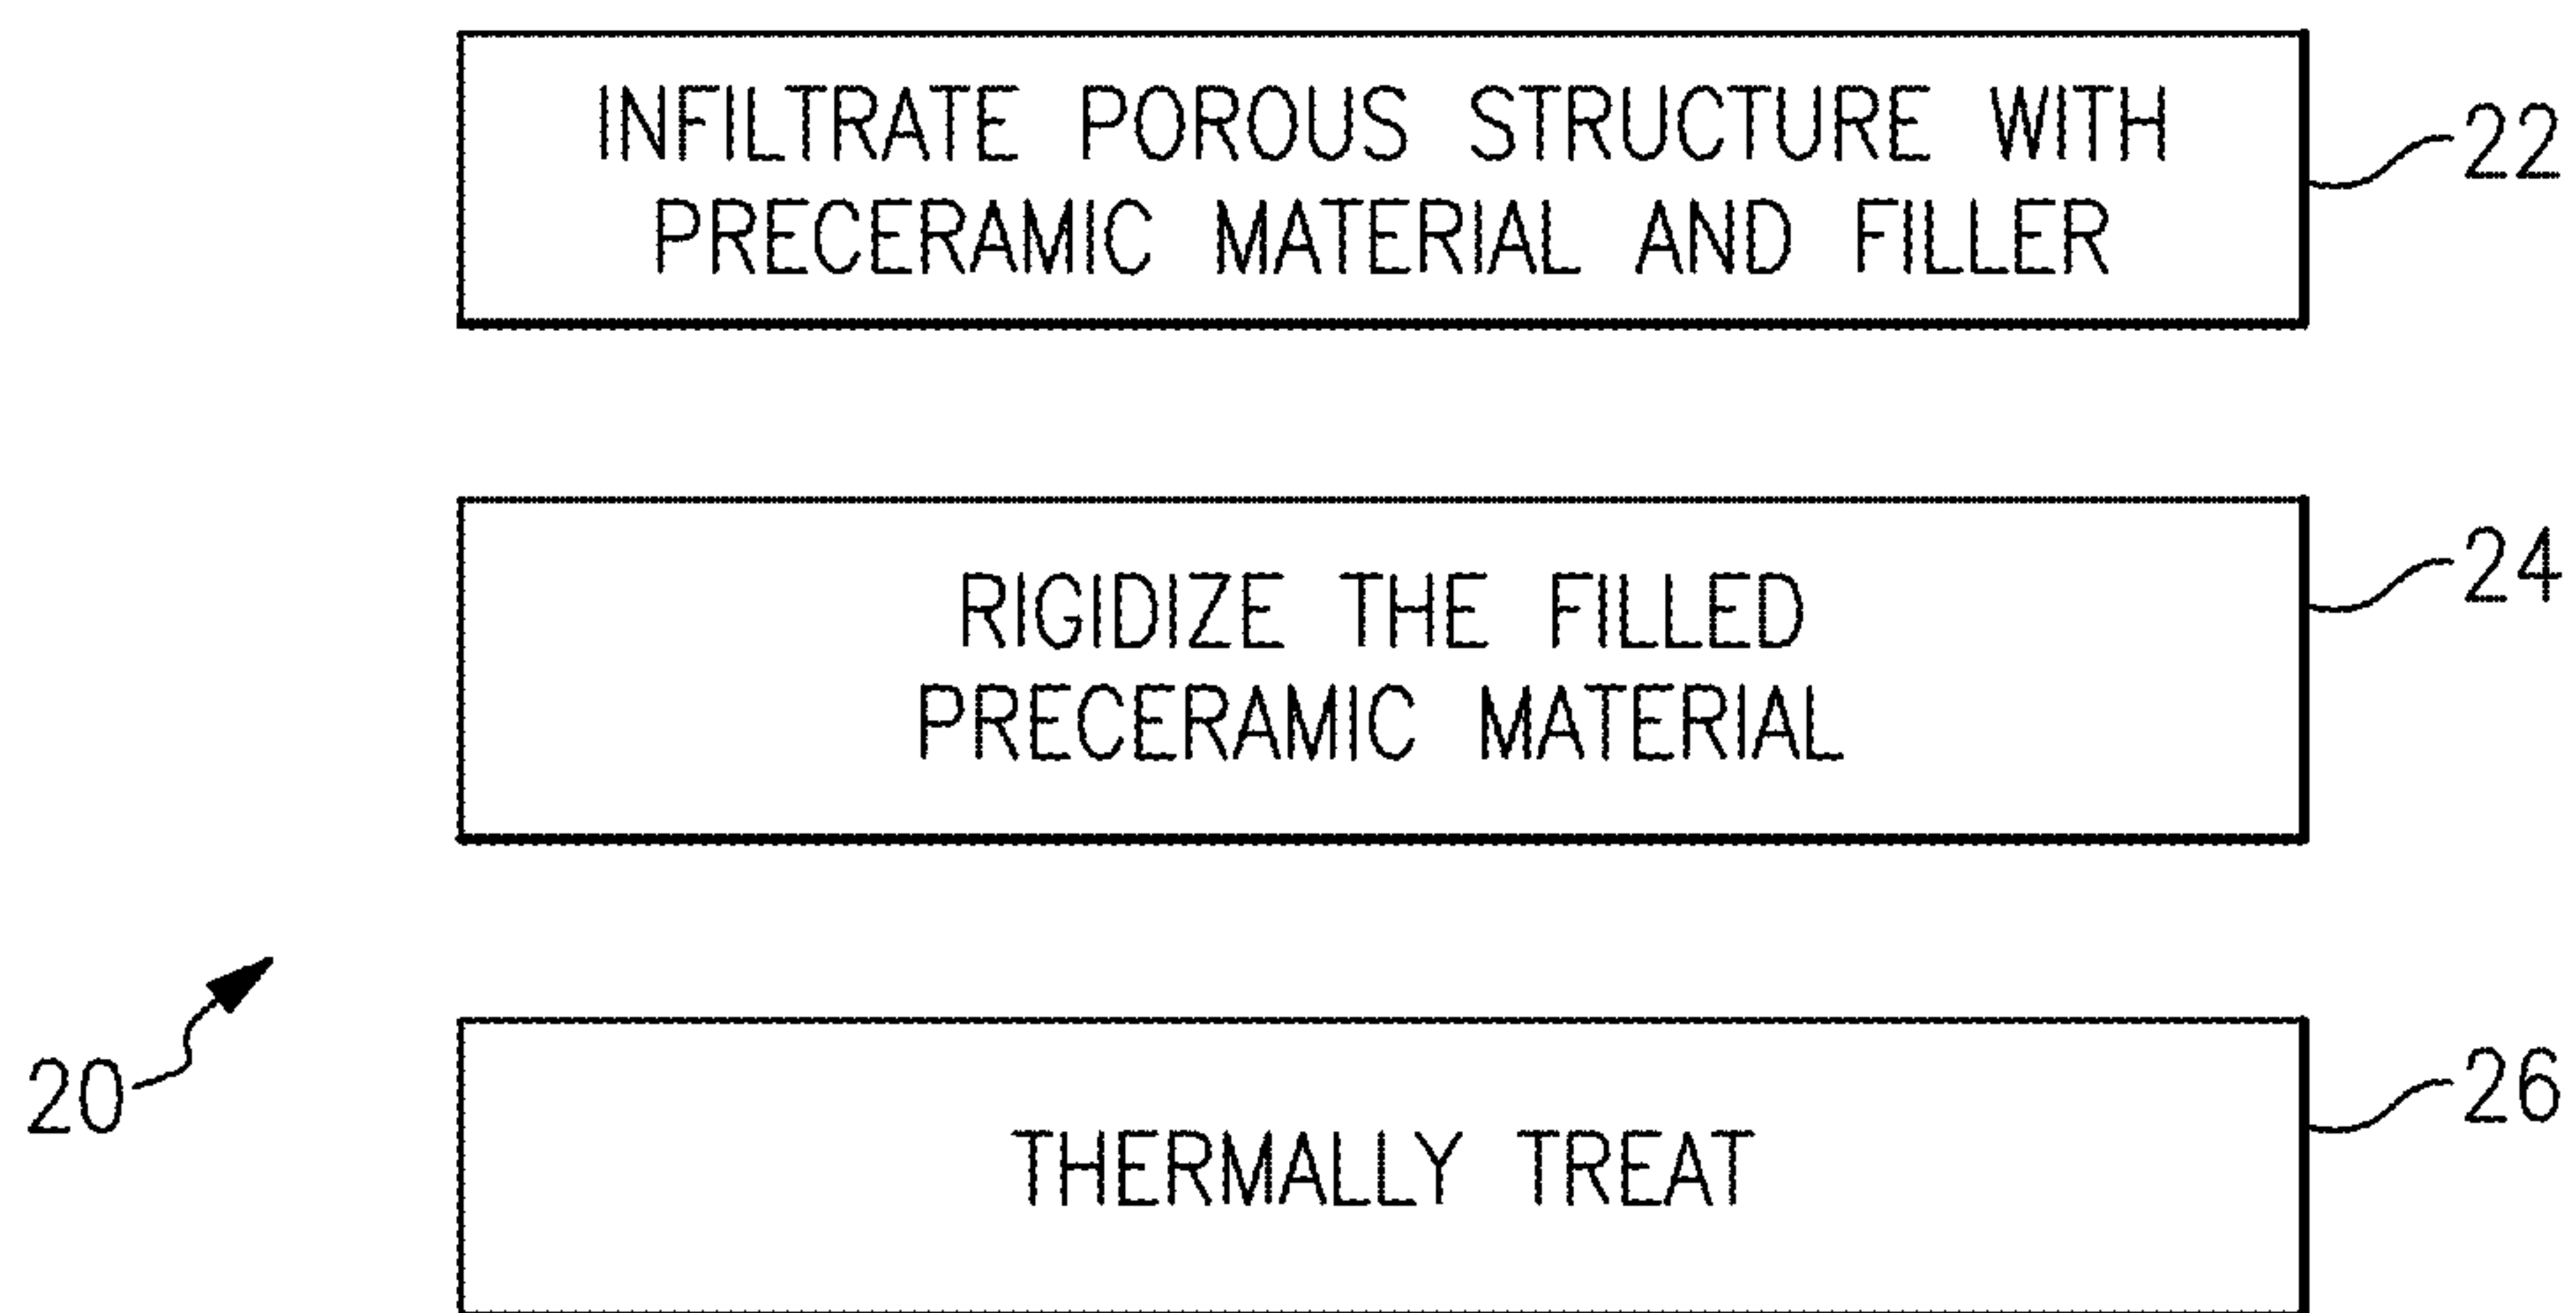 INFILTRATE POROUS STRUCTURE WITH
PRECERAMIC MATERIAL AND FILLER
22
RIGIDIZE THE FILLED
PRECERAMIC MATERIAL
24
20
THERMALLY TREAT
26